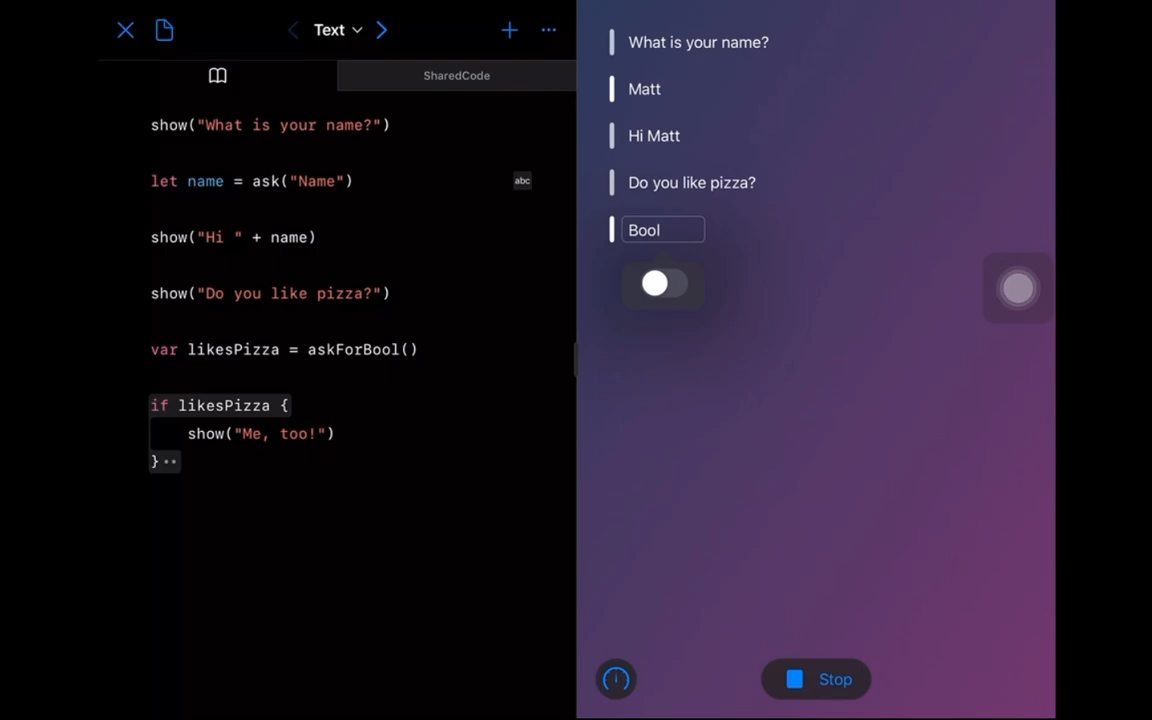 Text
SharedCode
show("What is your name?")
let name = ask("Name")
abc
show("Hi " + name)
show("Do you like pizza?")
var likesPizza = askForBool()
if likesPizza {
show("Me, too!")
}
What is your name?
Matt
Hi Matt
Do you like pizza?
Bool
Stop